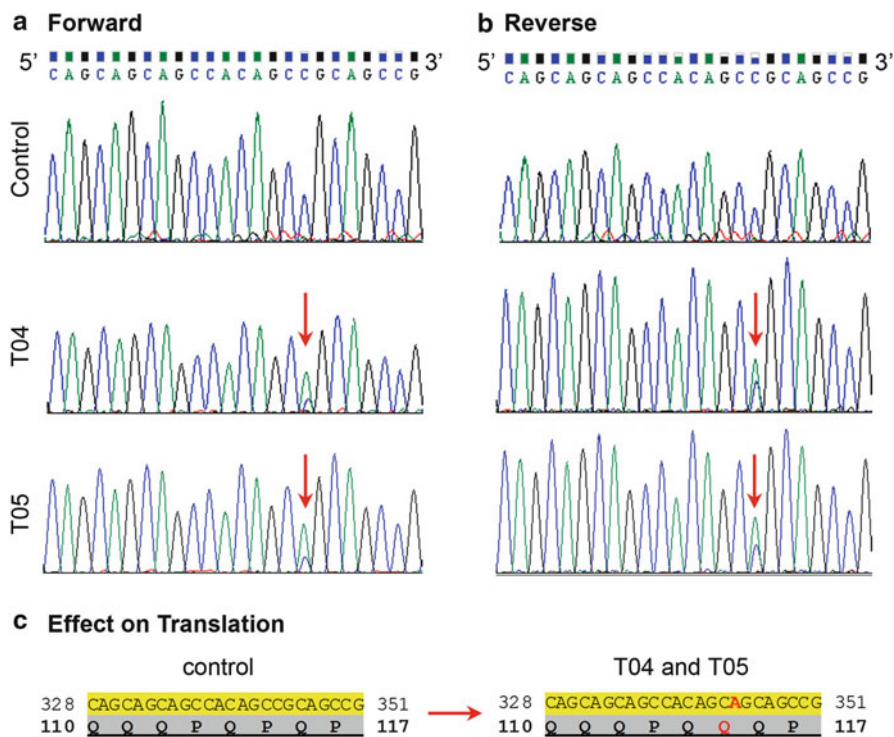 a Forward
5' CAGCAGCAGCCACAGCCGCAGCCG 3'
b Reverse
5' CAGCAGCAGCCACAGCCGCAGCCG 3'
Control
T04
T05
c Effect on Translation
control
328 CAGCAGCAGCCACAGCCGCAGCCG 351
110 Q Q Q P Q P Q P 117
T04 and T05
328 CAGCAGCAGCCACAGCAGCAGCCG 351
110 Q Q Q P Q Q Q P 117